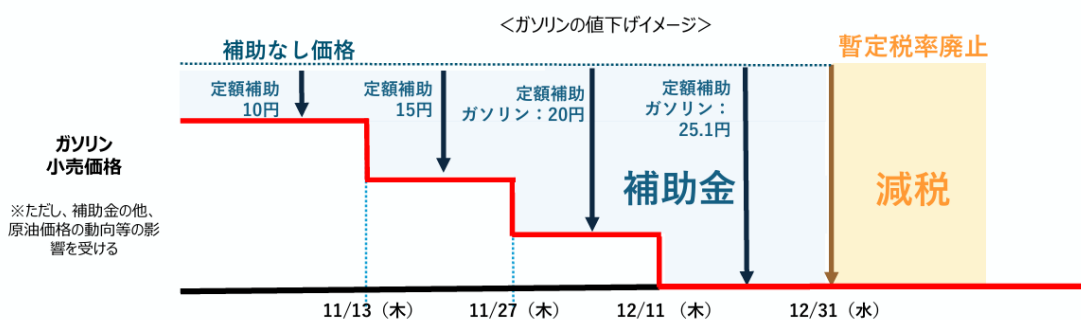 ＜ガソリンの値下げイメージ＞
補助なし価格
暫定税率廃止
定額補助
10円
定額補助
15円
定額補助
ガソリン：20円
定額補助
ガソリン：
25.1円
ガソリン
小売価格
補助金
減税
※ただし、補助金の他、
原油価格の動向等の影
響を受ける
11/13（木）
11/27（木）
12/11（木）
12/31（水）